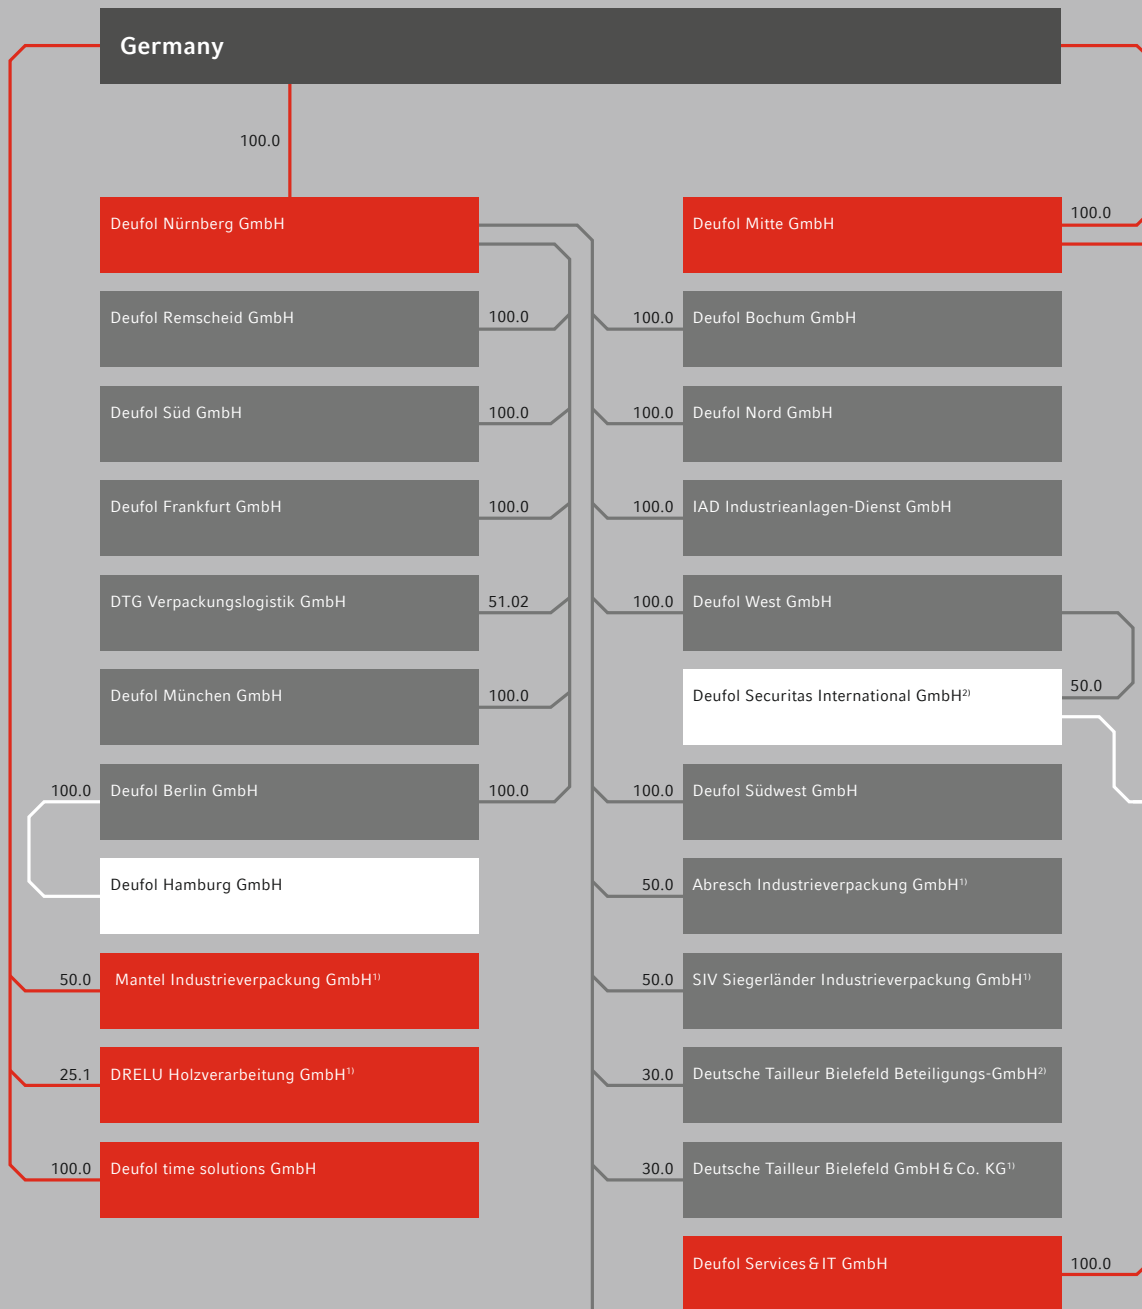 Germany
100.0
Deufol Nürnberg GmbH
Deufol Mitte GmbH
100.0
Deufol Remscheid GmbH
100.0
100.0
Deufol Bochum GmbH
Deufol Süd GmbH
100.0
100.0
Deufol Nord GmbH
Deufol Frankfurt GmbH
100.0
100.0
IAD Industrieanlagen-Dienst GmbH
DTG Verpackungslogistik GmbH
51.02
100.0
Deufol West GmbH
Deufol München GmbH
100.0
Deufol Securitas International GmbH²⁾
50.0
100.0
Deufol Berlin GmbH
100.0
100.0
Deufol Südwest GmbH
Deufol Hamburg GmbH
50.0
Abresch Industrieverpackung GmbH¹⁾
50.0
Mantel Industrieverpackung GmbH¹⁾
50.0
SIV Siegerländer Industrieverpackung GmbH¹⁾
25.1
DRELU Holzverarbeitung GmbH¹⁾
30.0
Deutsche Tailleur Bielefeld Beteiligungs-GmbH²⁾
100.0
Deufol time solutions GmbH
30.0
Deutsche Tailleur Bielefeld GmbH & Co. KG¹⁾
Deufol Services & IT GmbH
100.0